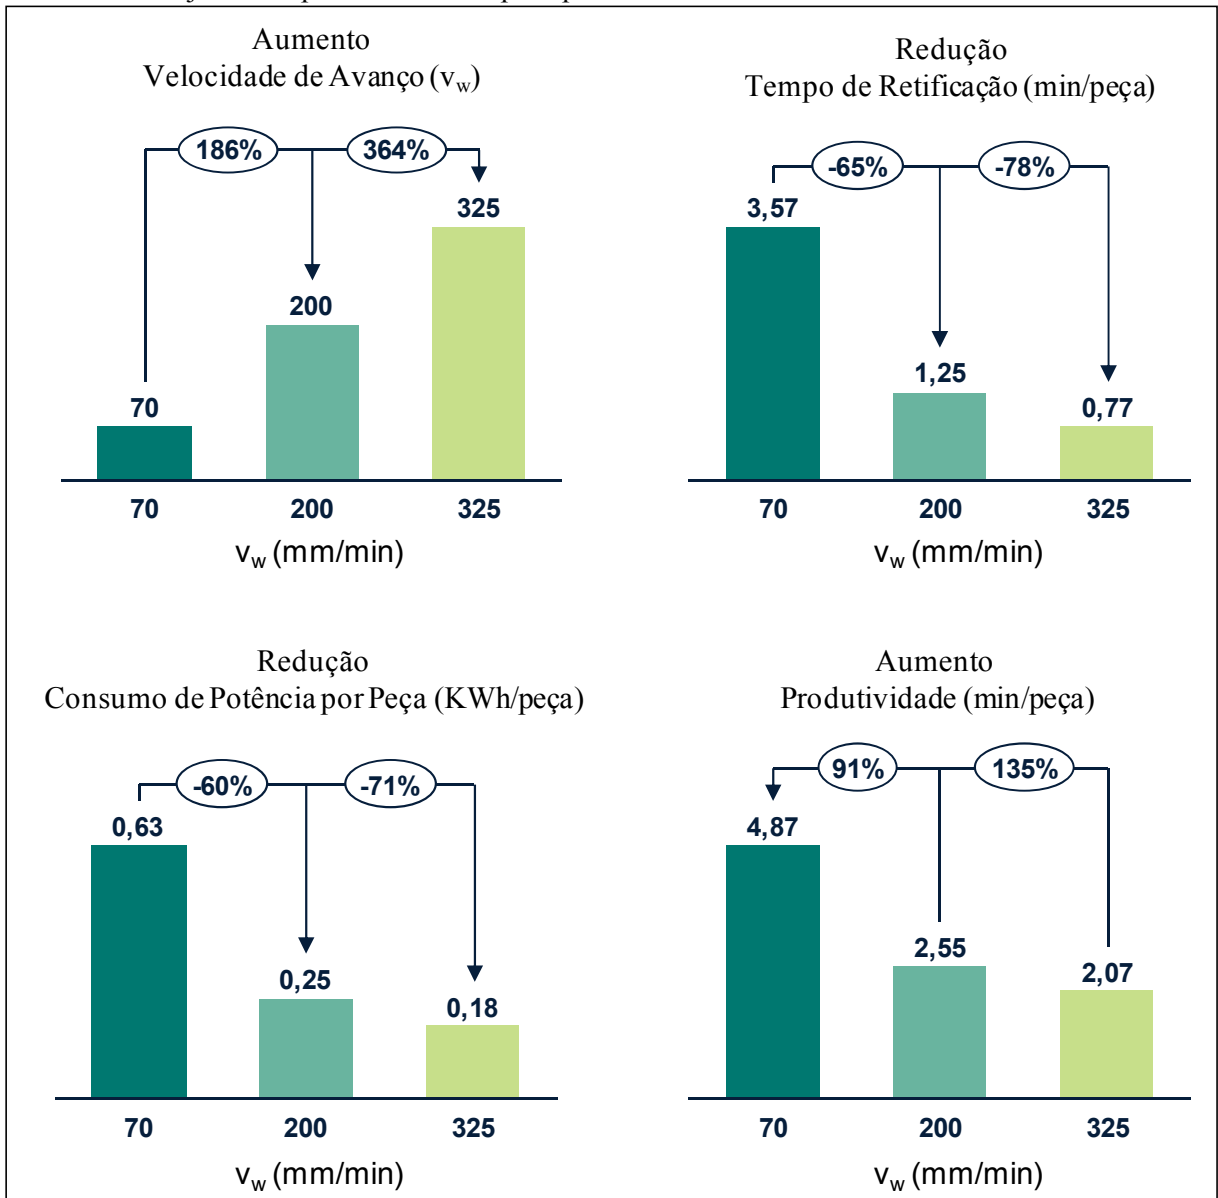 Aumento
Velocidade de Avanço (vw)
186%
364%
70
200
325
70
200
325
vw (mm/min)
Redução
Tempo de Retificação (min/peça)
-65%
-78%
3,57
1,25
0,77
70
200
325
vw (mm/min)
Redução
Consumo de Potência por Peça (KWh/peça)
-60%
-71%
0,63
0,25
0,18
70
200
325
vw (mm/min)
Aumento
Produtividade (min/peça)
91%
135%
4,87
2,55
2,07
70
200
325
vw (mm/min)